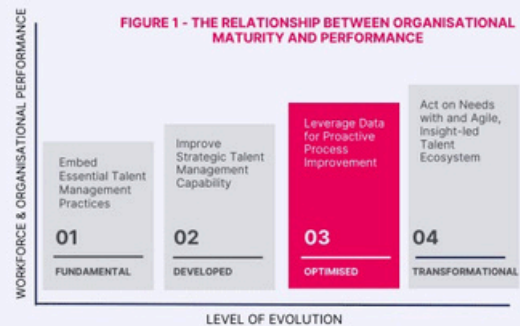 FIGURE 1 - THE RELATIONSHIP BETWEEN ORGANISATIONAL
MATURITY AND PERFORMANCE
WORKFORCE & ORGANISATIONAL PERFORMANCE
Embed
Essential Talent
Management
Practices
01
FUNDAMENTAL
Improve
Strategic Talent
Management
Capability
02
DEVELOPED
Leverage Data
for Proactive
Process
Improvement
03
OPTIMISED
Act on Needs
with and Agile,
Insight-led
Talent
Ecosystem
04
TRANSFORMATIONAL
LEVEL OF EVOLUTION